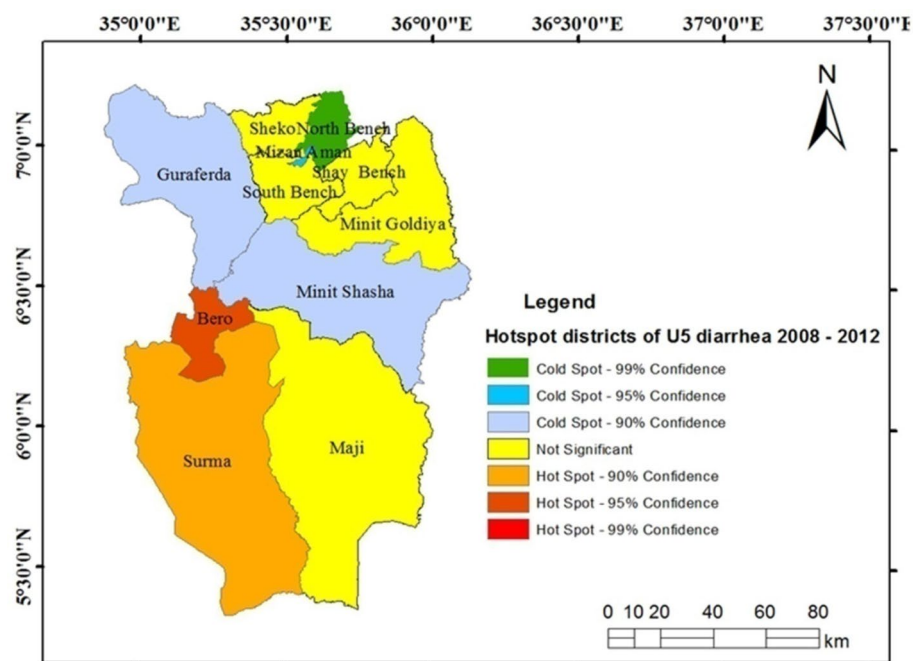 35°0'0"E 35°30'0"E 36°0'0"E 36°30'0"E 37°0'0"E 37°30'0"E
N
7°0'0"N
6°30'0"N
6°0'0"N
5°30'0"N
Sheko North Bench
Mizan Aman
Guraferda
Shay Bench
South Bench
Minit Goldiya
Minit Shasha
Bero
Surma
Maji
Legend
Hotspot districts of U5 diarrhea 2008 - 2012
Cold Spot - 99% Confidence
Cold Spot - 95% Confidence
Cold Spot - 90% Confidence
Not Significant
Hot Spot - 90% Confidence
Hot Spot - 95% Confidence
Hot Spot - 99% Confidence
0 10 20 40 60 80
km